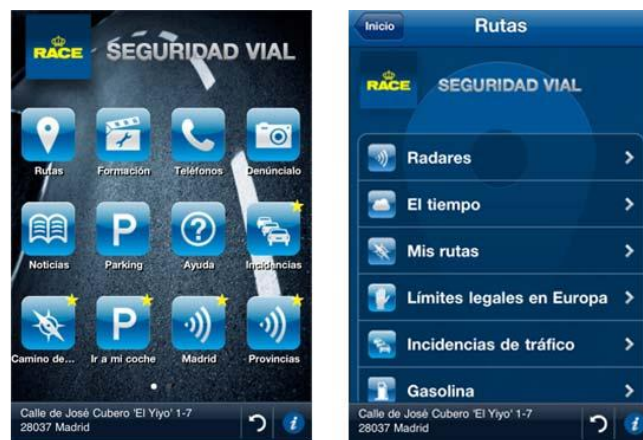 RACE SEGURIDAD VIAL
Rutas Formación Teléfonos Denúncialo
P
?
Noticias Parking Ayuda Incidencias
P
Camino de... Ir a mi coche Madrid Provincias
Calle de José Cubero 'El Yiyo' 1-7
28037 Madrid
i
Inicio Rutas
RACE SEGURIDAD VIAL
Radares
El tiempo
Mis rutas
Límites legales en Europa
Incidencias de tráfico
Gasolina
Calle de José Cubero 'El Yiyo' 1-7
28037 Madrid
i